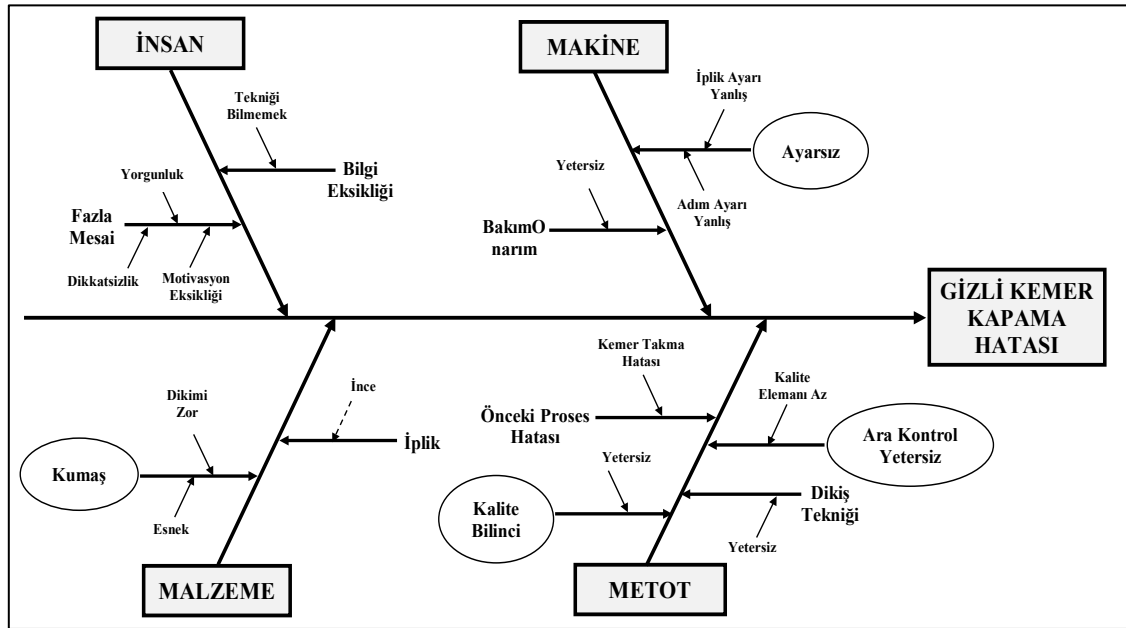 İNSAN
MAKİNE
Tekniği
Bilmemek
Bilgi
Eksikliği
Yorgunluk
Fazla
Mesai
Dikkatsizlik
Motivasyon
Eksikliği
İplik Ayarı
Yanlış
Ayarsız
Adım Ayarı
Yanlış
Yetersiz
BakımO
narım
GİZLİ KEMER
KAPAMA
HATASI
Dikimi
Zor
Kumaş
Esnek
İnce
İplik
Kemer Takma
Hatası
Önceki Proses
Hatası
Kalite
Elemanı Az
Ara Kontrol
Yetersiz
Yetersiz
Kalite
Bilinci
Dikiş
Tekniği
Yetersiz
MALZEME
METOT